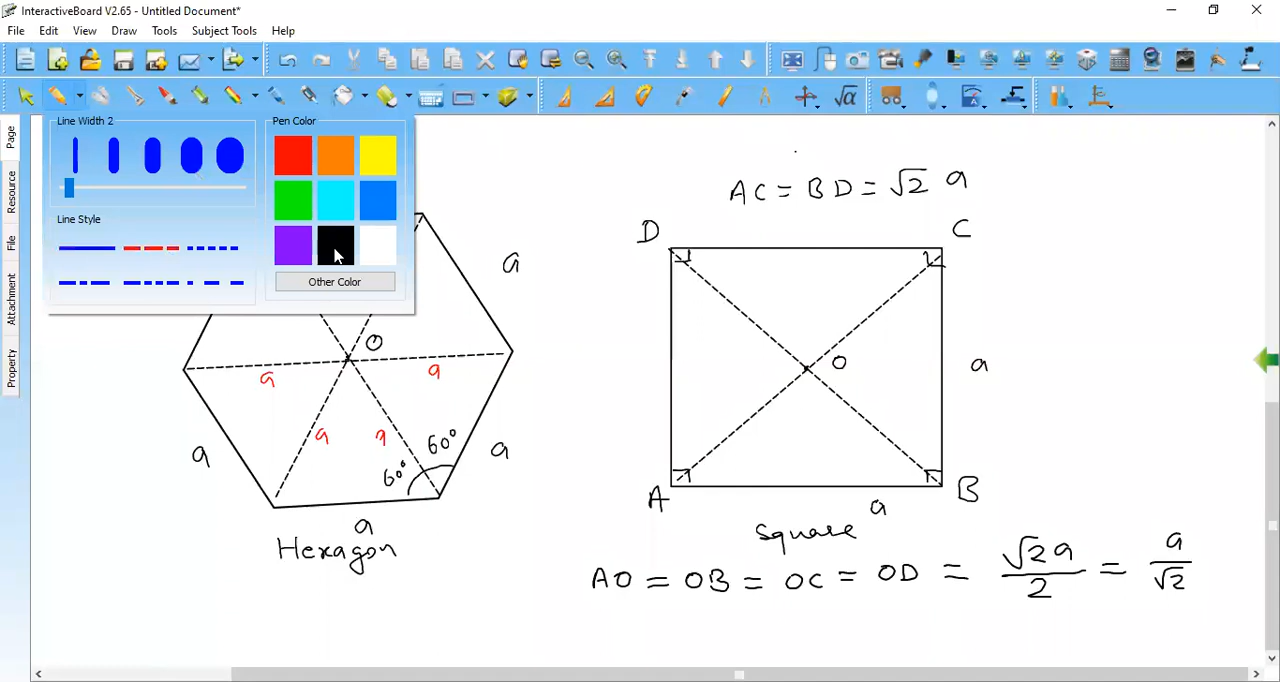 InteractiveBoard V2.65 - Untitled Document*
File Edit View Draw Tools Subject Tools Help
Line Width 2
Pen Color
Line Style
Other Color
Page
Resource
File
Attachment
Property
a
O
a
a
a
a
a
60°
60°
a
a
Hexagon
AC = BD = √2 a
D
C
O
a
A
B
a
Square
AO = OB = OC = OD = √2a/2 = a/√2